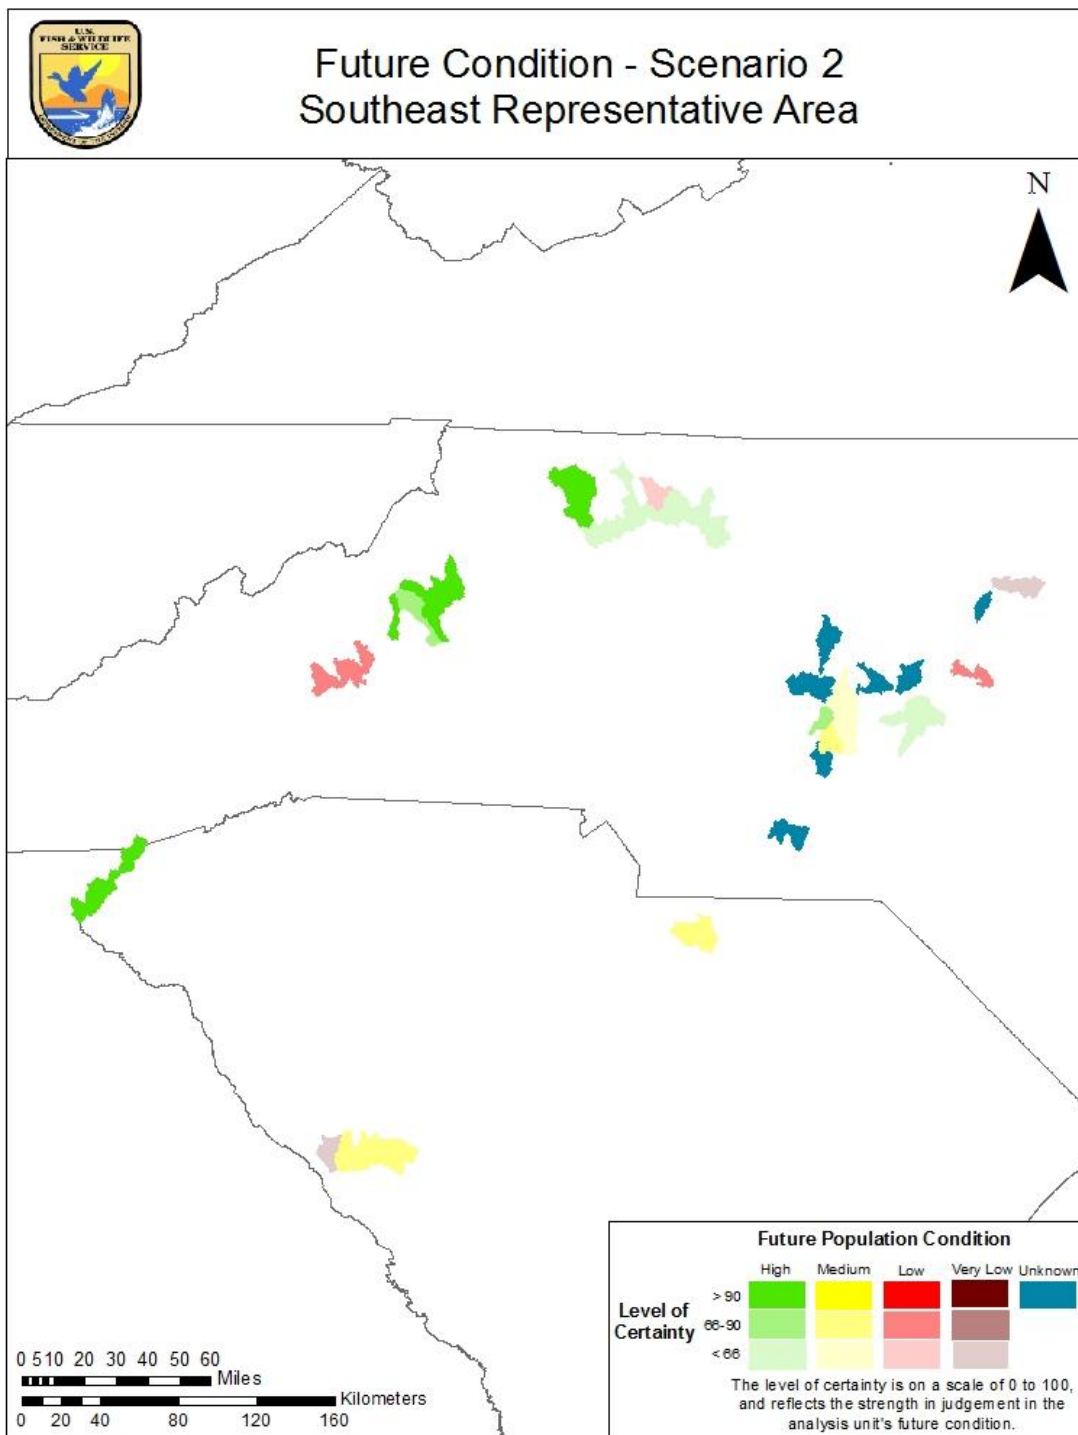 U.S.
FISH & WILDLIFE
SERVICE
Future Condition - Scenario 2
Southeast Representative Area
N
Future Population Condition
High Medium Low Very Low Unknown
Level of
Certainty
> 90
66-90
< 66
The level of certainty is on a scale of 0 to 100,
and reflects the strength in judgement in the
analysis unit's future condition.
0 5 10 20 30 40 50 60
Miles
Kilometers
0 20 40 80 120 160